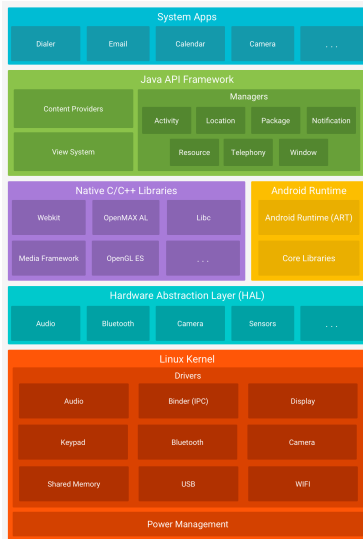 System Apps
Dialer
Email
Calendar
Camera
. . .
Java API Framework
Content Providers
View System
Managers
Activity
Location
Package
Notification
Resource
Telephony
Window
Native C/C++ Libraries
Webkit
OpenMAX AL
Libc
Media Framework
OpenGL ES
. . .
Android Runtime
Android Runtime (ART)
Core Libraries
Hardware Abstraction Layer (HAL)
Audio
Bluetooth
Camera
Sensors
. . .
Linux Kernel
Drivers
Audio
Binder (IPC)
Display
Keypad
Bluetooth
Camera
Shared Memory
USB
WIFI
Power Management